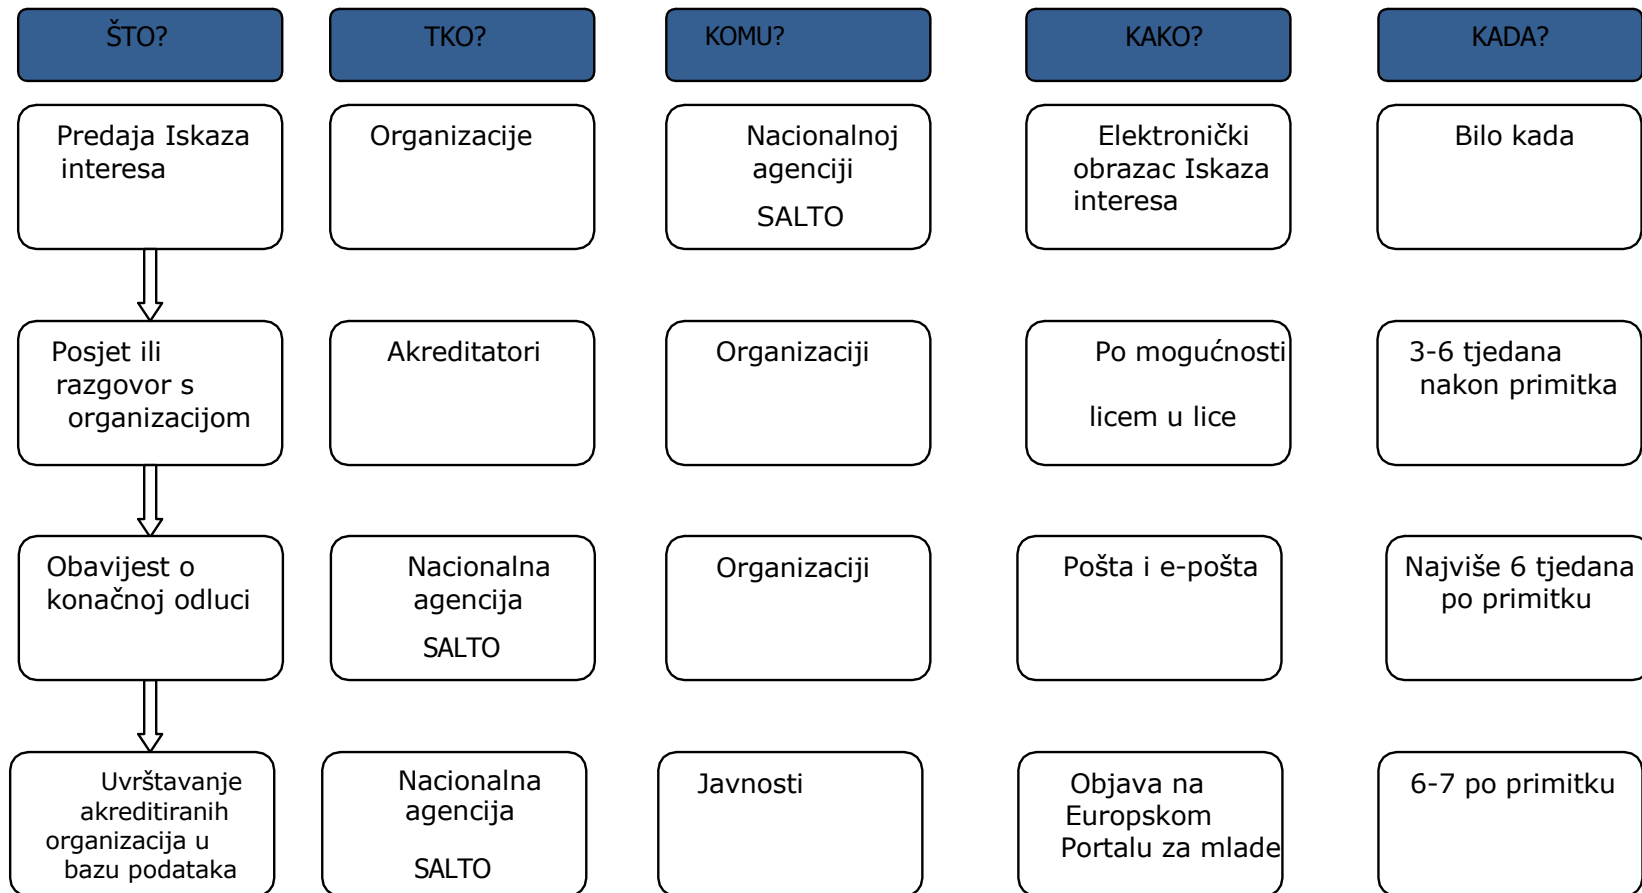 ŠTO?
TKO?
KOMU?
KAKO?
KADA?
Predaja Iskaza
interesa
Organizacije
Nacionalnoj
agenciji
SALTO
Elektronički
obrazac Iskaza
interesa
Bilo kada
Posjet ili
razgovor s
organizacijom
Akreditatori
Organizaciji
Po mogućnosti
licem u lice
3-6 tjedana
nakon primitka
Obavijest o
konačnoj odluci
Nacionalna
agencija
SALTO
Organizaciji
Pošta i e-pošta
Najviše 6 tjedana
po primitku
Uvrštavanje
akreditiranih
organizacija u
bazu podataka
Nacionalna
agencija
SALTO
Javnosti
Objava na
Europskom
Portalu za mlade
6-7 po primitku